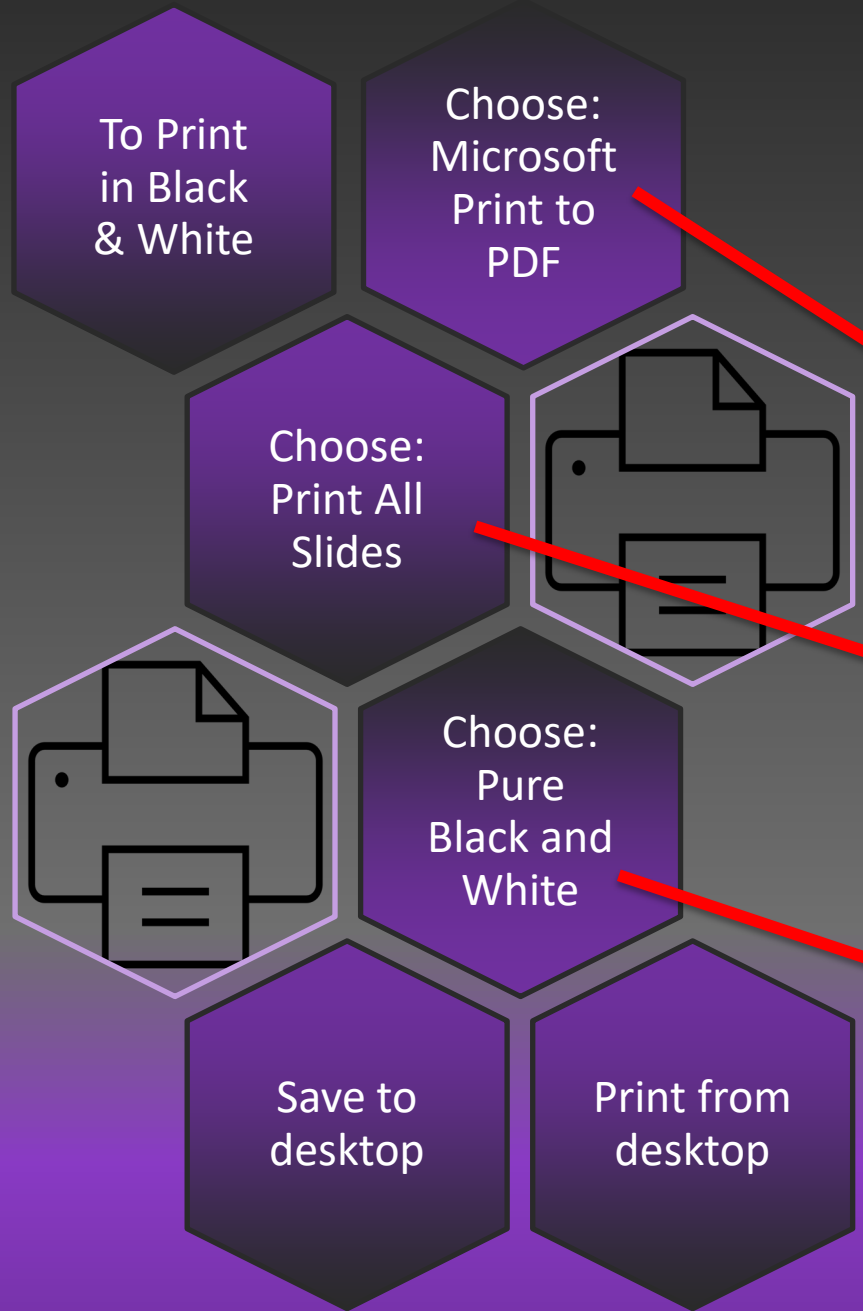 To Print
in Black
& White
Choose:
Microsoft
Print to
PDF
Choose:
Print All
Slides
Choose:
Pure
Black and
White
Save to
desktop
Print from
desktop